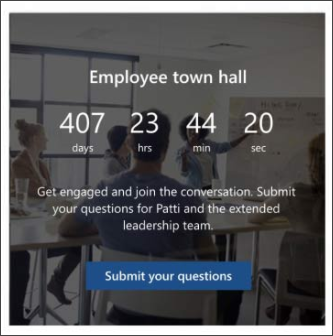 Employee town hall
407 23 44 20
days hrs min sec
Get engaged and join the conversation. Submit
your questions for Patti and the extended
leadership team.
Submit your questions